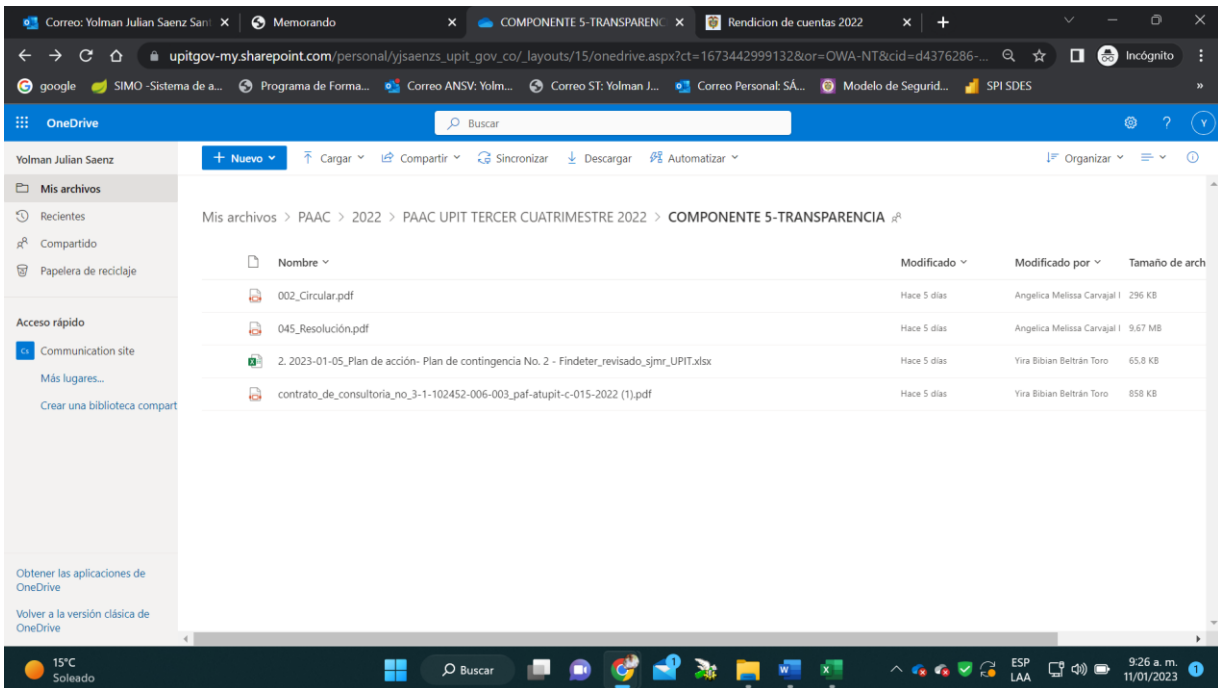 Correo: Yolman Julian Saenz Sant
Memorando
COMPONENTE 5-TRANSPARENC
Rendicion de cuentas 2022
upitgov-my.sharepoint.com/personal/yjsaenzs_upit_gov_co/_layouts/15/onedrive.aspx?ct=1673442999132&or=OWA-NT&cid=d4376286-...
Incógnito
google
SIMO -Sistema de a...
Programa de Forma...
Correo ANSV: Yolm...
Correo ST: Yolman J...
Correo Personal: SÁ...
Modelo de Segurid...
SPI SDES
»
OneDrive
Buscar
?
Y
Yolman Julian Saenz
+ Nuevo
Cargar
Compartir
Sincronizar
Descargar
Automatizar
Organizar
Mis archivos
Recientes
Compartido
Papelera de reciclaje
Acceso rápido
Cs
Communication site
Más lugares...
Crear una biblioteca compart
Obtener las aplicaciones de
OneDrive
Volver a la versión clásica de
OneDrive
Mis archivos > PAAC > 2022 > PAAC UPIT TERCER CUATRIMESTRE 2022 > COMPONENTE 5-TRANSPARENCIA
Nombre Modificado Modificado por Tamaño de arch
002_Circular.pdf Hace 5 días Angelica Melissa Carvajal 296 KB
045_Resolución.pdf Hace 5 días Angelica Melissa Carvajal 9.67 MB
2. 2023-01-05_Plan de acción- Plan de contingencia No. 2 - Findeter_revisado_sjmr_UPIT.xlsx Hace 5 días Yira Bibian Beltrán Toro 65.8 KB
contrato_de_consultoria_no_3-1-102452-006-003_paf-atupit-c-015-2022 (1).pdf Hace 5 días Yira Bibian Beltrán Toro 858 KB
15°C
Soleado
Buscar
1
ESP
LAA
9:26 a. m.
11/01/2023
1